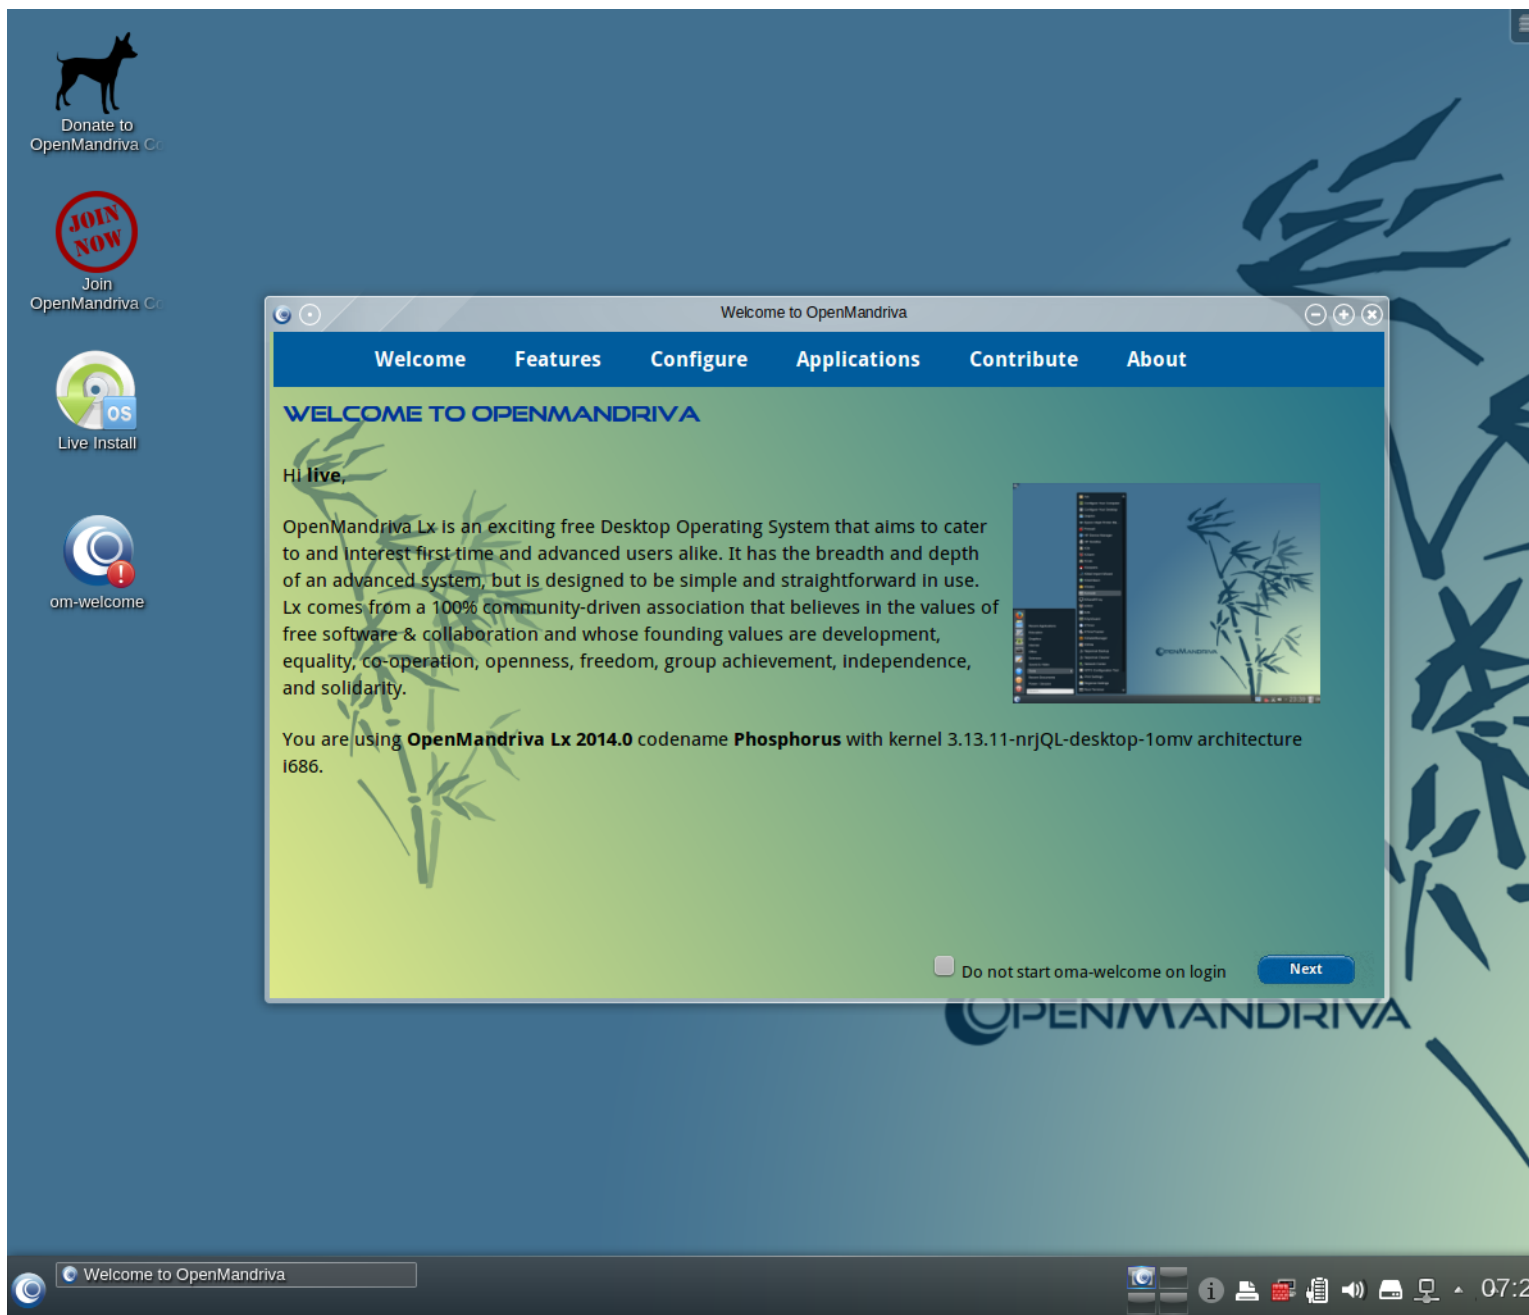 Donate to
OpenMandriva Co
JOIN
NOW
Join
OpenMandriva Co
OS
Live Install
om-welcome
Welcome to OpenMandriva
Welcome Features Configure Applications Contribute About
WELCOME TO OPENMANDRIVA
Hi live,
OpenMandriva Lx is an exciting free Desktop Operating System that aims to cater
to and interest first time and advanced users alike. It has the breadth and depth
of an advanced system, but is designed to be simple and straightforward in use.
Lx comes from a 100% community-driven association that believes in the values of
free software & collaboration and whose founding values are development,
equality, co-operation, openness, freedom, group achievement, independence,
and solidarity.
OPENMANDRIVA
You are using OpenMandriva Lx 2014.0 codename Phosphorus with kernel 3.13.11-nrjQL-desktop-1omv architecture
i686.
Do not start oma-welcome on login
Next
OPENMANDRIVA
Welcome to OpenMandriva
07:2